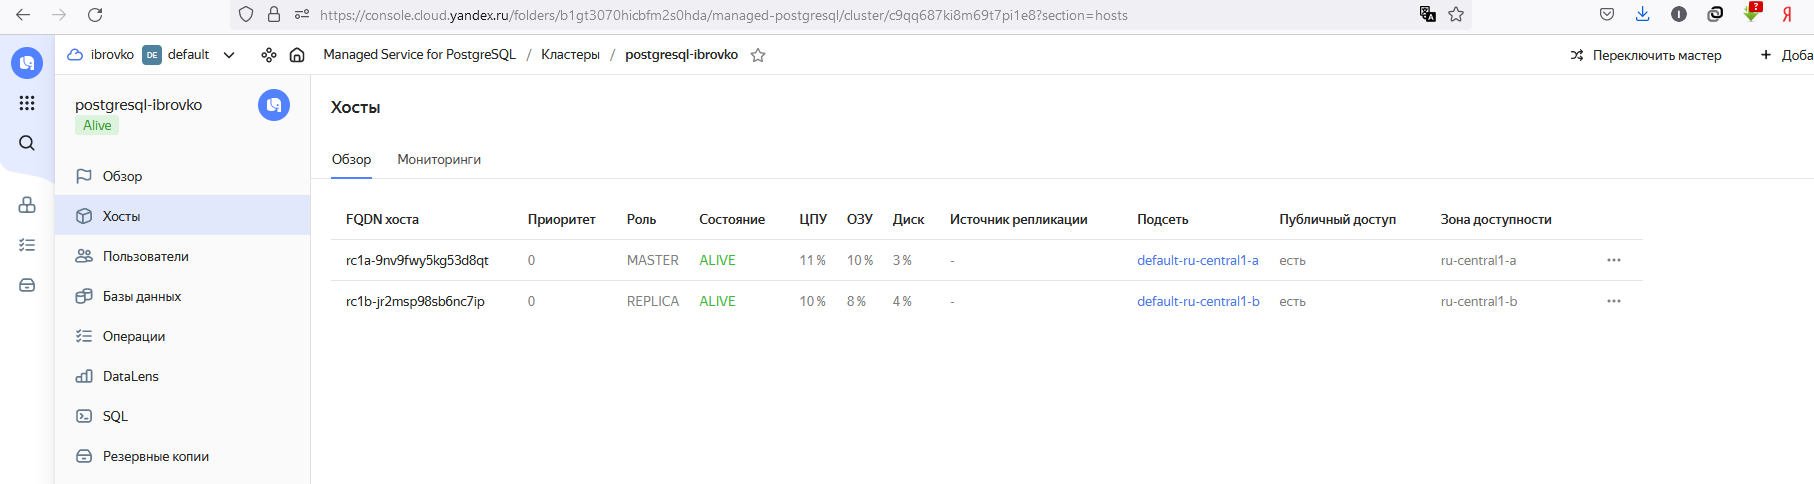 https://console.cloud.yandex.ru/folders/b1gt3070hicbfm2s0hda/managed-postgresql/cluster/c9qq687ki8m69t7pi1e8?section=hosts
ibrovko DE default Managed Service for PostgreSQL / Кластеры / postgresql-ibrovko Переключить мастер + Доба
postgresql-ibrovko
Alive
Обзор
Хосты
Пользователи
Базы данных
Операции
DataLens
SQL
Резервные копии
Хосты
Обзор Мониторинги
FQDN хоста Приоритет Роль Состояние ЦПУ ОЗУ Диск Источник репликации Подсеть Публичный доступ Зона доступности
rc1a-9nv9fwy5kg53d8qt 0 MASTER ALIVE 11 % 10 % 3 % - default-ru-central1-a есть ru-central1-a
rc1b-jr2msp98sb6nc7ip 0 REPLICA ALIVE 10 % 8 % 4 % - default-ru-central1-b есть ru-central1-b